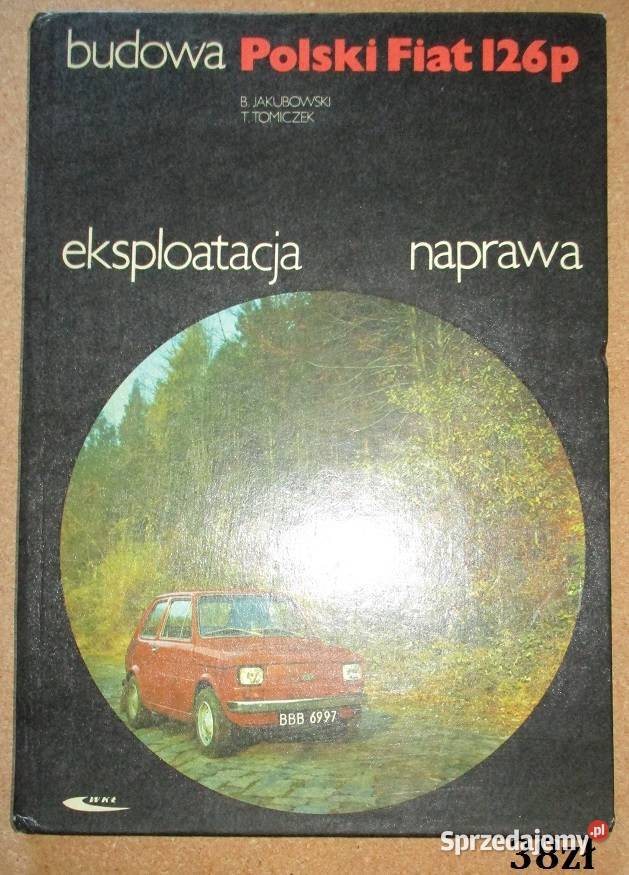 budowa Polski Fiat 126p
B. JAKUBOWSKI
T. TOMICZEK
eksploatacja naprawa
BBB 6997
WKŁ
Sprzedajemy.pl
38zł